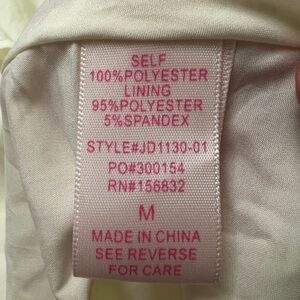 SELF
100%POLYESTER
LINING
95%POLYESTER
5%SPANDEX
STYLE#JD1130-01
PO#300154
RN#156832
M
MADE IN CHINA
SEE REVERSE
FOR CARE